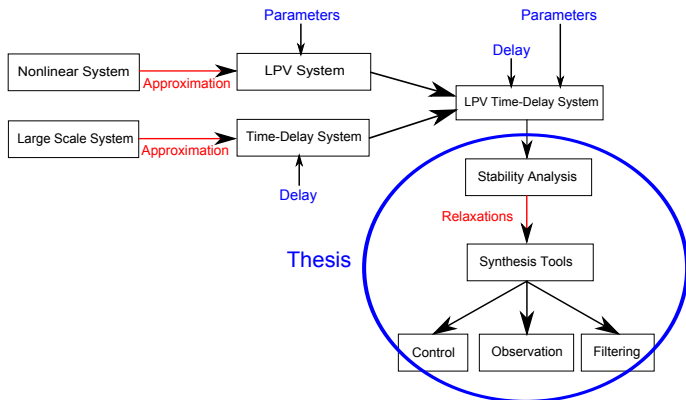 Parameters
Parameters
Delay
Nonlinear System
Approximation
LPV System
LPV Time-Delay System
Large Scale System
Approximation
Time-Delay System
Delay
Stability Analysis
Relaxations
Thesis
Synthesis Tools
Control
Observation
Filtering